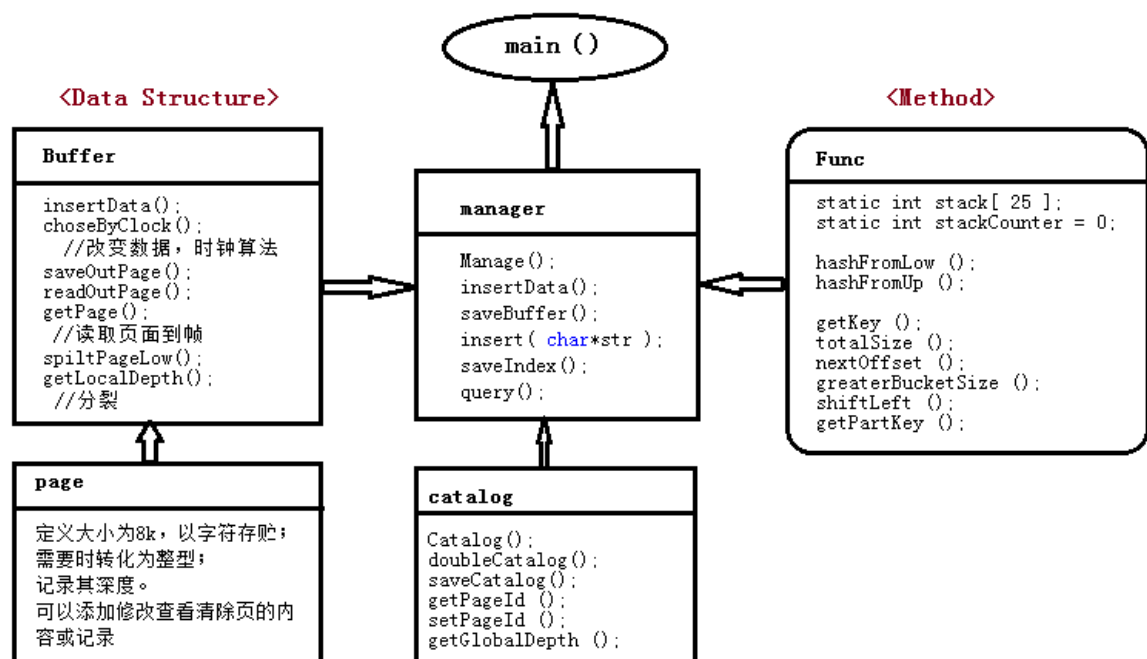 main ()
<Data Structure>
<Method>
Buffer
insertData();
choseByClock();
//改变数据，时钟算法
saveOutPage();
readOutPage();
getPage();
//读取页面到帧
spiltPageLow();
getLocalDepth();
//分裂
manager
Manage();
insertData();
saveBuffer();
insert( char*str );
saveIndex();
query();
Func
static int stack[ 25 ];
static int stackCounter = 0;
hashFromLow ();
hashFromUp ();
getKey ();
totalSize ();
nextOffset ();
greaterBucketSize ();
shiftLeft ();
getPartKey ();
page
定义大小为8k，以字符存贮；
需要时转化为整型；
记录其深度。
可以添加修改查看清除页的内
容或记录
catalog
Catalog();
doubleCatalog();
saveCatalog();
getPageId ();
setPageId ();
getGlobalDepth ();